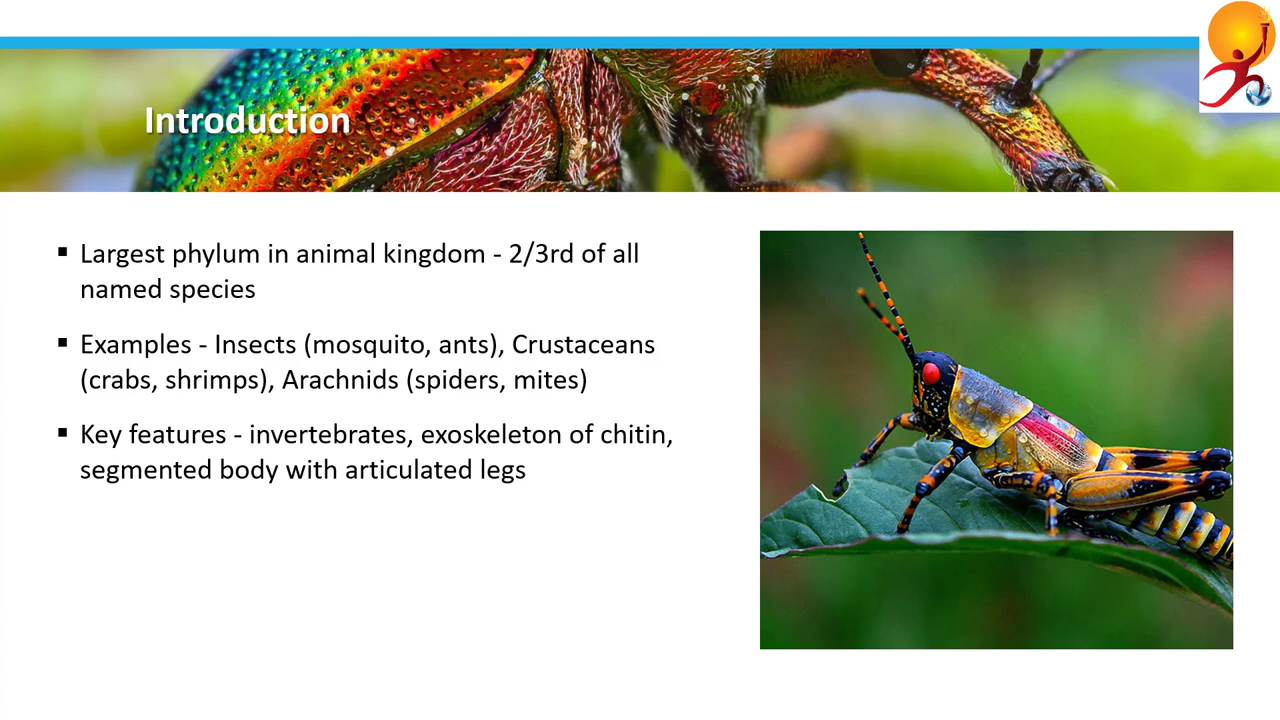 Introduction
▪ Largest phylum in animal kingdom - 2/3rd of all
named species
▪ Examples - Insects (mosquito, ants), Crustaceans
(crabs, shrimps), Arachnids (spiders, mites)
▪ Key features - invertebrates, exoskeleton of chitin,
segmented body with articulated legs